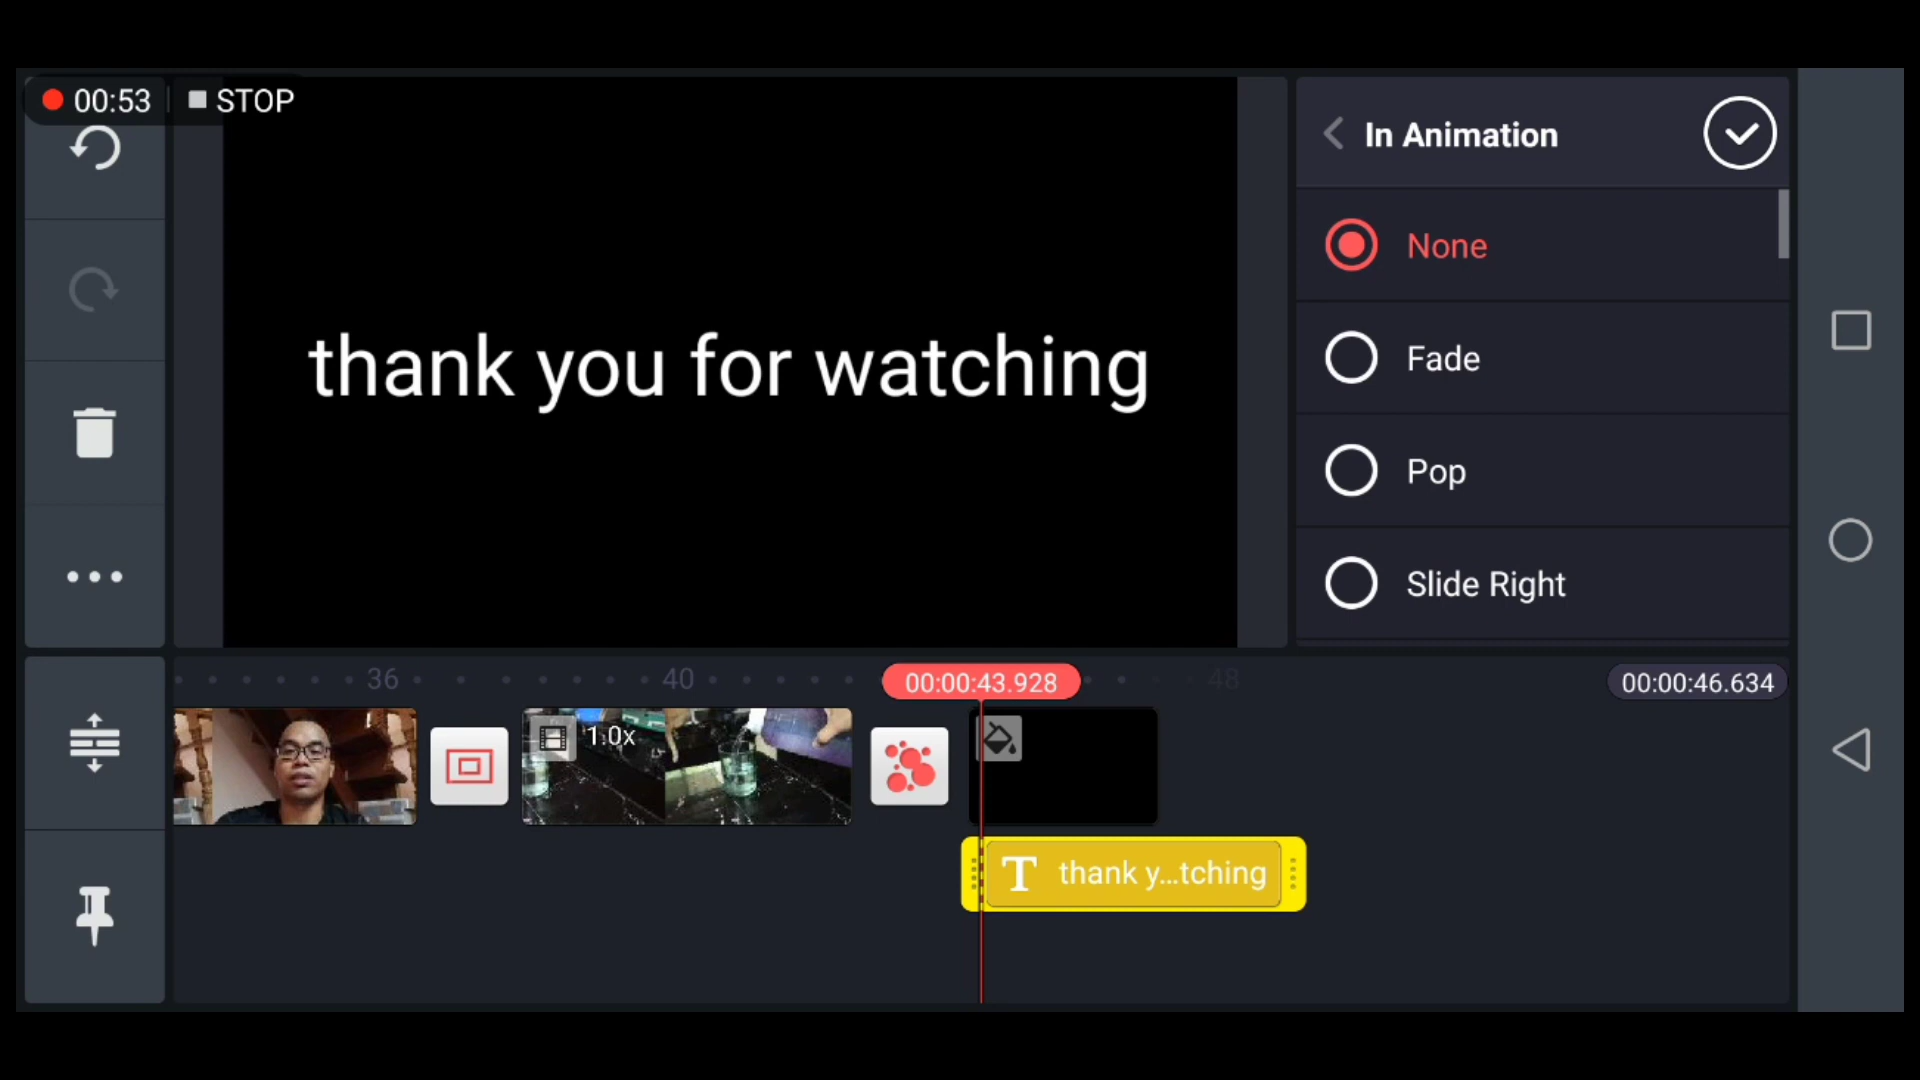 00:53 STOP
In Animation
None
Fade
thank you for watching
Pop
Slide Right
36
40
00:00:43.928
48
00:00:46.634
1.0x
T thank y...tching